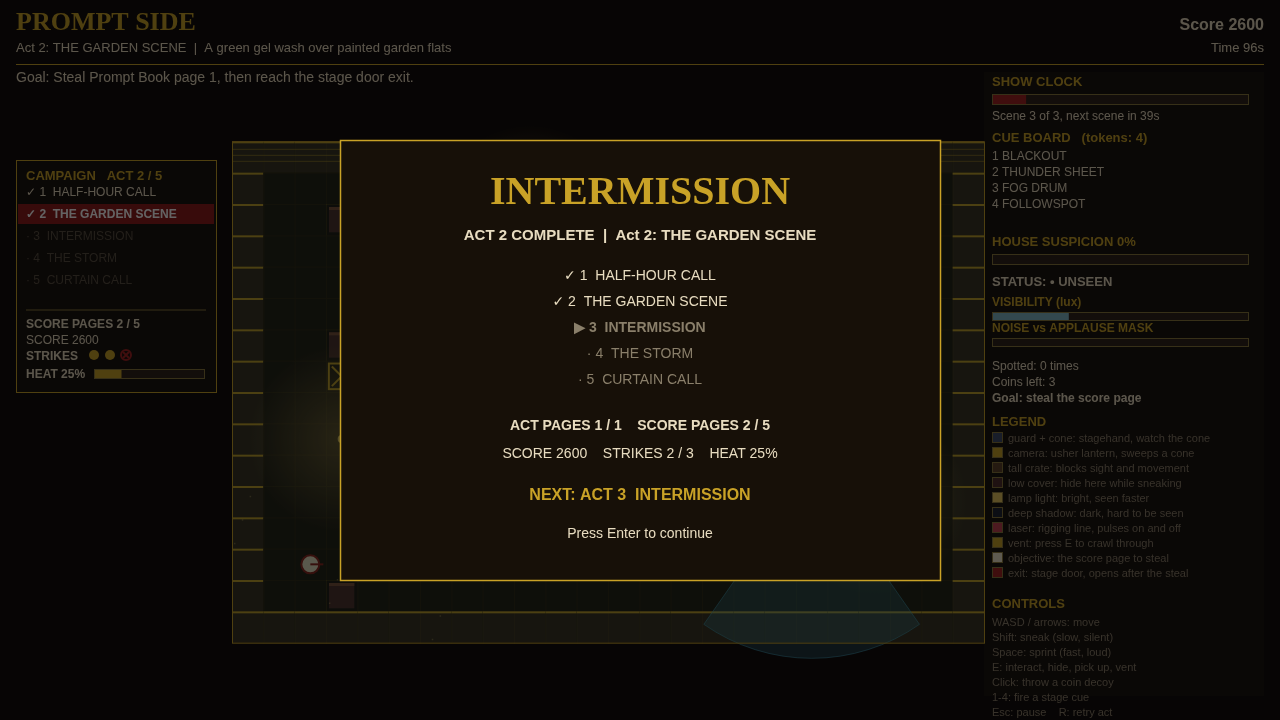 PROMPT SIDE
Score 2600
Act 2: THE GARDEN SCENE | A green gel wash over painted garden flats
Time 96s
Goal: Steal Prompt Book page 1, then reach the stage door exit.
CAMPAIGN ACT 2 / 5
✓ 1 HALF-HOUR CALL
✓ 2 THE GARDEN SCENE
· 3 INTERMISSION
· 4 THE STORM
· 5 CURTAIN CALL
SCORE PAGES 2 / 5
SCORE 2600
STRIKES
HEAT 25%
INTERMISSION
ACT 2 COMPLETE | Act 2: THE GARDEN SCENE
✓ 1 HALF-HOUR CALL
✓ 2 THE GARDEN SCENE
▶ 3 INTERMISSION
· 4 THE STORM
· 5 CURTAIN CALL
ACT PAGES 1 / 1 SCORE PAGES 2 / 5
SCORE 2600 STRIKES 2 / 3 HEAT 25%
NEXT: ACT 3 INTERMISSION
Press Enter to continue
SHOW CLOCK
Scene 3 of 3, next scene in 39s
CUE BOARD (tokens: 4)
1 BLACKOUT
2 THUNDER SHEET
3 FOG DRUM
4 FOLLOWSPOT
HOUSE SUSPICION 0%
STATUS: • UNSEEN
VISIBILITY (lux)
NOISE vs APPLAUSE MASK
Spotted: 0 times
Coins left: 3
Goal: steal the score page
LEGEND
guard + cone: stagehand, watch the cone
camera: usher lantern, sweeps a cone
tall crate: blocks sight and movement
low cover: hide here while sneaking
lamp light: bright, seen faster
deep shadow: dark, hard to be seen
laser: rigging line, pulses on and off
vent: press E to crawl through
objective: the score page to steal
exit: stage door, opens after the steal
CONTROLS
WASD / arrows: move
Shift: sneak (slow, silent)
Space: sprint (fast, loud)
E: interact, hide, pick up, vent
Click: throw a coin decoy
1-4: fire a stage cue
Esc: pause R: retry act